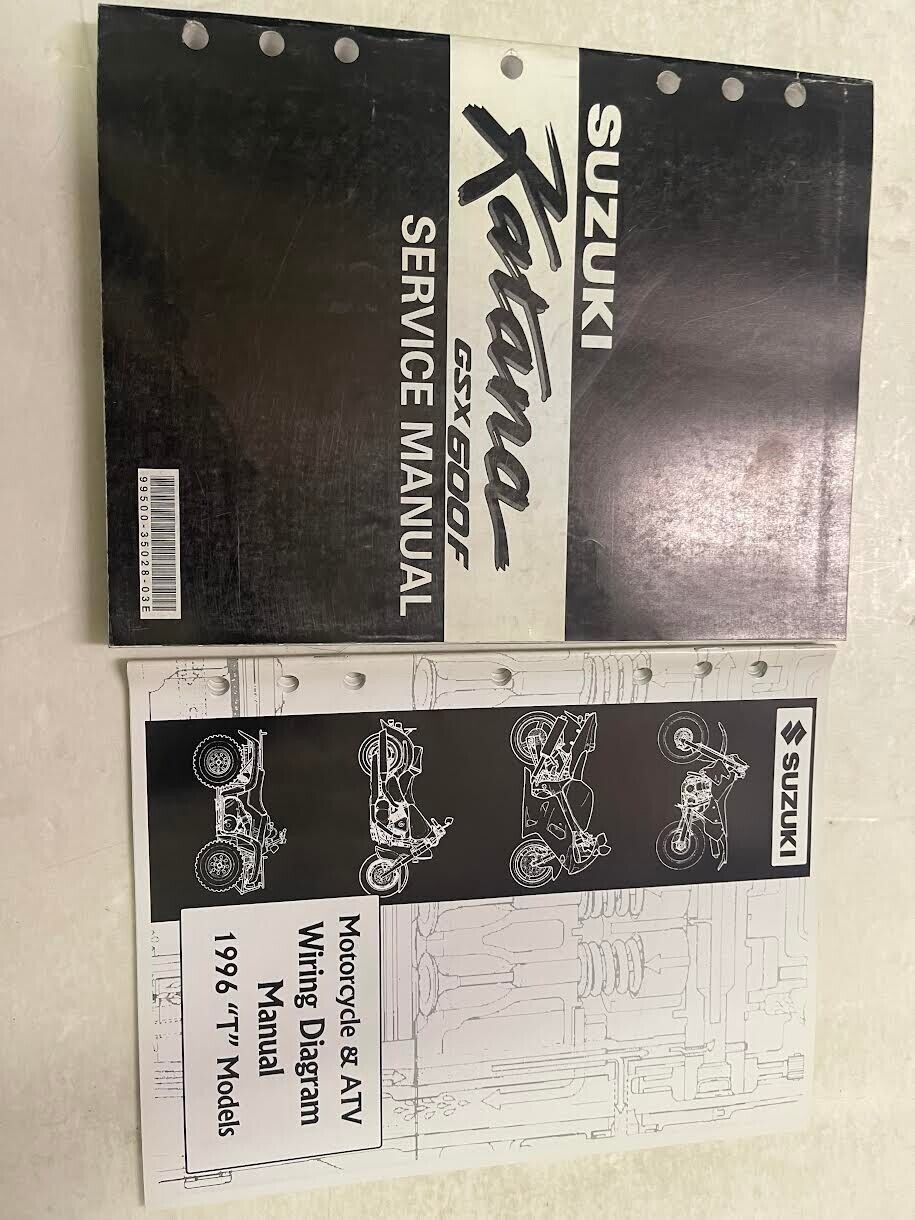 SUZUKI
Katana
GSX600F
SERVICE MANUAL
99500-35028-03E
SUZUKI
Motorcycle & ATV
Wiring Diagram
Manual
1996 “T” Models